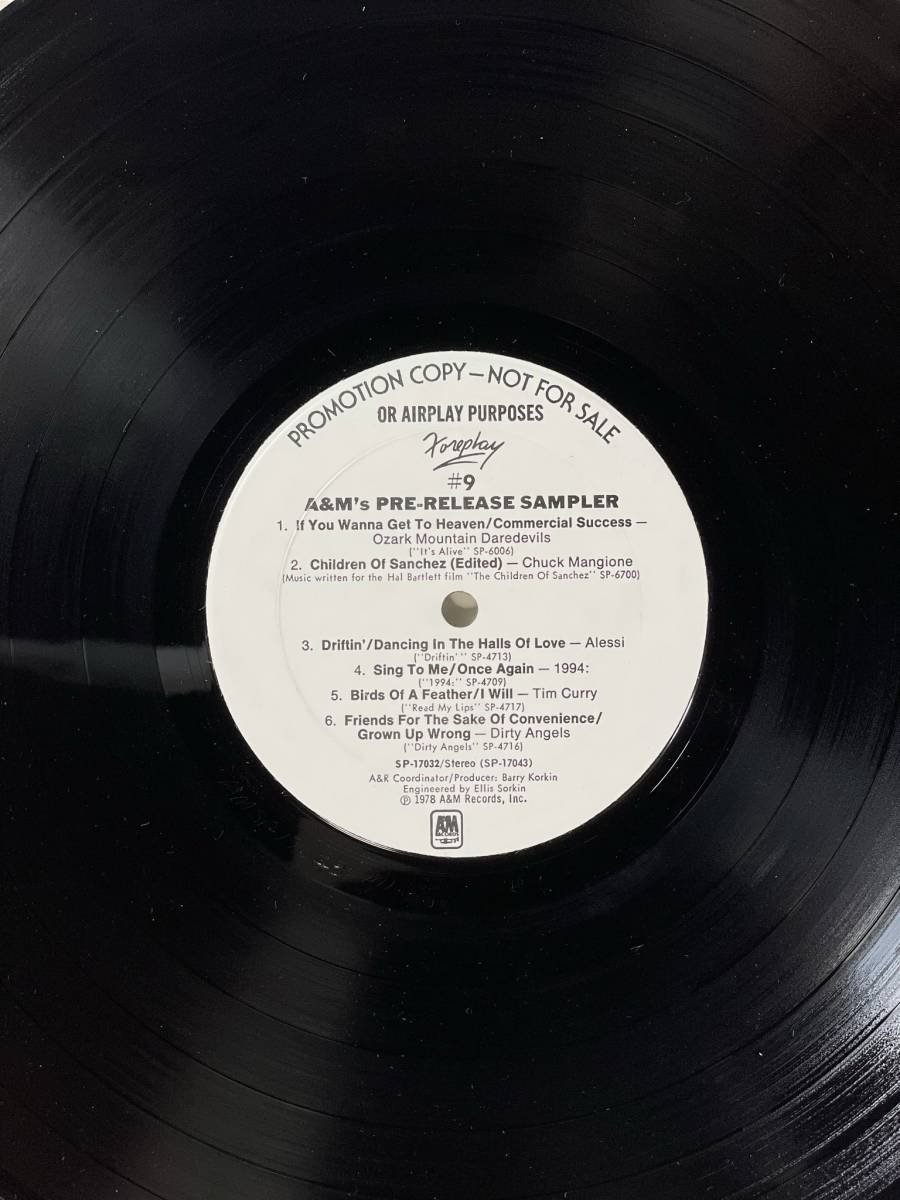 PROMOTION COPY—NOT FOR SALE
OR AIRPLAY PURPOSES
Foreplay
#9
A&M's PRE-RELEASE SAMPLER
1. If You Wanna Get To Heaven/Commercial Success —
Ozark Mountain Daredevils
("It's Alive" SP-6006)
2. Children Of Sanchez (Edited) — Chuck Mangione
(Music written for the Hal Bartlett film "The Children Of Sanchez" SP-6700)
3. Driftin'/Dancing In The Halls Of Love — Alessi
("Driftin'" SP-4713)
4. Sing To Me/Once Again — 1994:
("1994:" SP-4709)
5. Birds Of A Feather/I Will — Tim Curry
("Read My Lips" SP-4717)
6. Friends For The Sake Of Convenience/
Grown Up Wrong — Dirty Angels
("Dirty Angels" SP-4716)
SP-17032/Stereo (SP-17043)
A&R Coordinator/Producer: Barry Korkin
Engineered by Ellis Sorkin
℗ 1978 A&M Records, Inc.
A&M
RECORDS